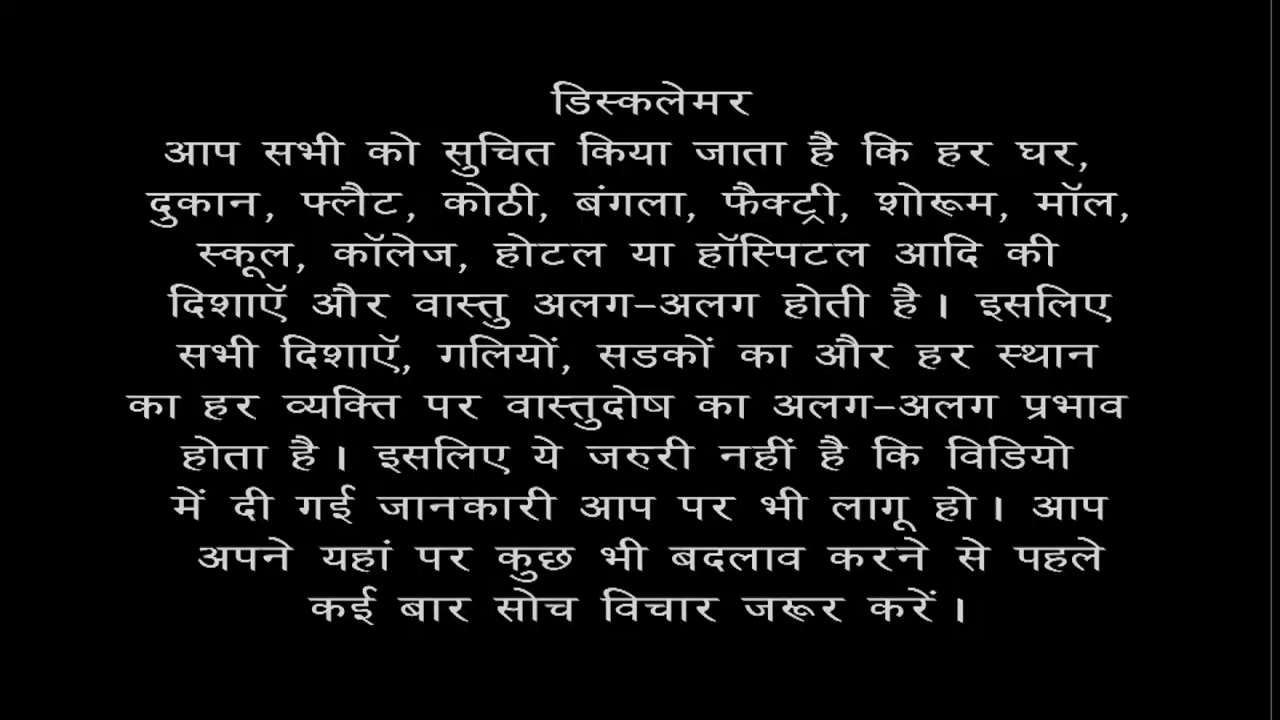 डिस्कलेमर
आप सभी को सुचित किया जाता है कि हर घर,
दुकान, फ्लैट, कोठी, बंगला, फैक्ट्री, शोरूम, मॉल,
स्कूल, कॉलेज, होटल या हॉस्पिटल आदि की
दिशाएॅ और वास्तु अलग-अलग होती है। इसलिए
सभी दिशाएॅ, गलियों, सडकों का और हर स्थान
का हर व्यक्ति पर वास्तुदोष का अलग-अलग प्रभाव
होता है। इसलिए ये जरुरी नहीं है कि विडियो
में दी गई जानकारी आप पर भी लागू हो। आप
अपने यहां पर कुछ भी बदलाव करने से पहले
कई बार सोच विचार जरूर करें।